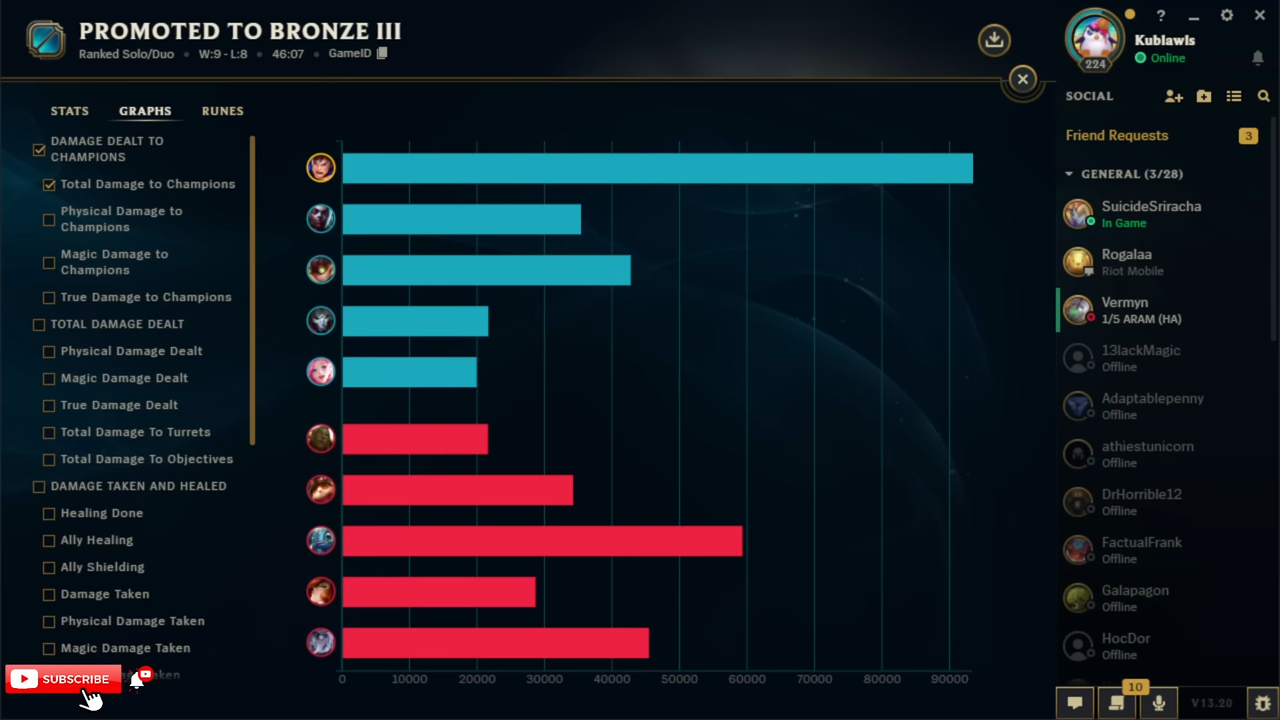 PROMOTED TO BRONZE III
Ranked Solo/Duo • W:9 - L:8 • 46:07 • GameID
STATS GRAPHS RUNES
DAMAGE DEALT TO
CHAMPIONS
Total Damage to Champions
Physical Damage to
Champions
Magic Damage to
Champions
True Damage to Champions
TOTAL DAMAGE DEALT
Physical Damage Dealt
Magic Damage Dealt
True Damage Dealt
Total Damage To Turrets
Total Damage To Objectives
DAMAGE TAKEN AND HEALED
Healing Done
Ally Healing
Ally Shielding
Damage Taken
Physical Damage Taken
Magic Damage Taken
SUBSCRIBE
0 10000 20000 30000 40000 50000 60000 70000 80000 90000
?
224
Kublawls
Online
SOCIAL
Friend Requests 3
GENERAL (3/28)
SuicideSriracha
In Game
Rogalaa
Riot Mobile
Vermyn
1/5 ARAM (HA)
13lackMagic
Offline
Adaptablepenny
Offline
athiestunicorn
Offline
DrHorrible12
Offline
FactualFrank
Offline
Galapagon
Offline
HocDor
Offline
10
V13.20